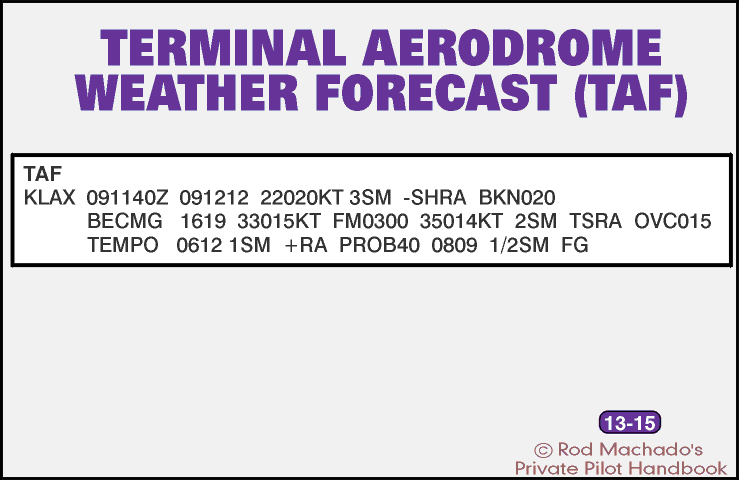 TERMINAL AERODROME
WEATHER FORECAST (TAF)
TAF
KLAX 091140Z 091212 22020KT 3SM -SHRA BKN020
BECMG 1619 33015KT FM0300 35014KT 2SM TSRA OVC015
TEMPO 0612 1SM +RA PROB40 0809 1/2SM FG
13-15
© Rod Machado's
Private Pilot Handbook